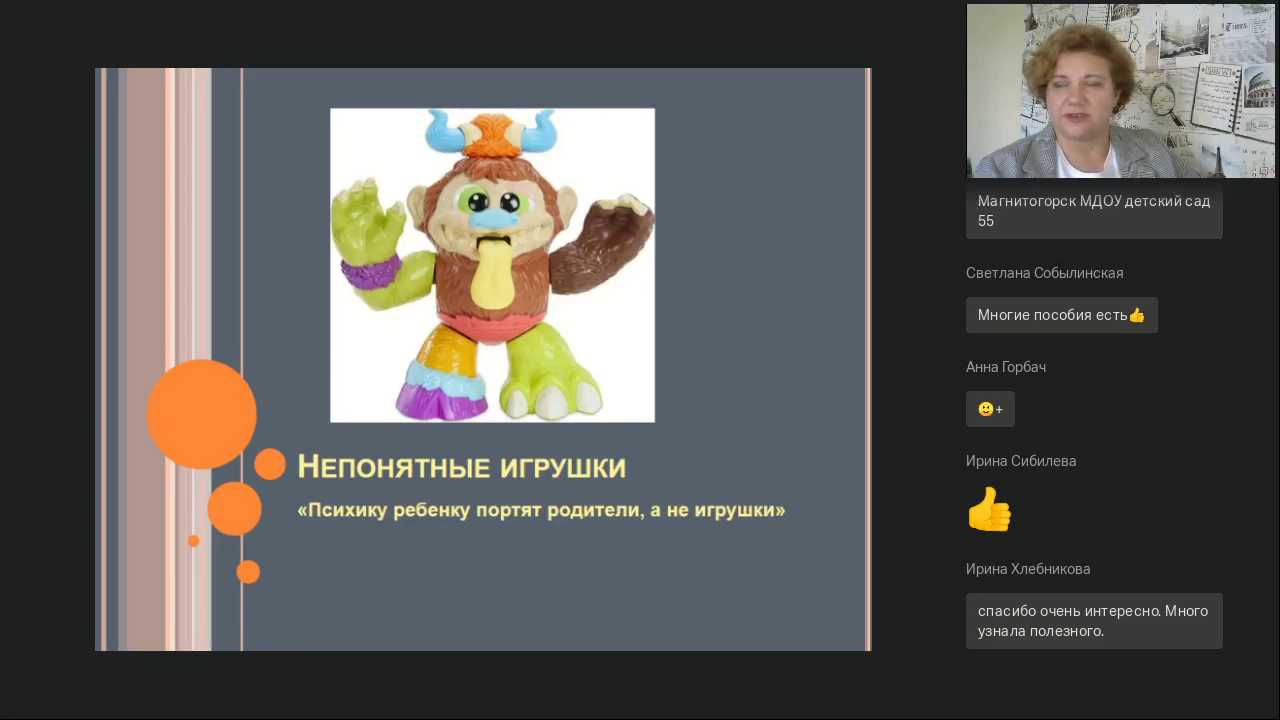 НЕПОНЯТНЫЕ ИГРУШКИ
«Психику ребенку портят родители, а не игрушки»
Times
Магнитогорск МДОУ детский сад
55
Светлана Собылинская
Многие пособия есть👍
Анна Горбач
🙂+
Ирина Сибилева
👍
Ирина Хлебникова
спасибо очень интересно. Много
узнала полезного.